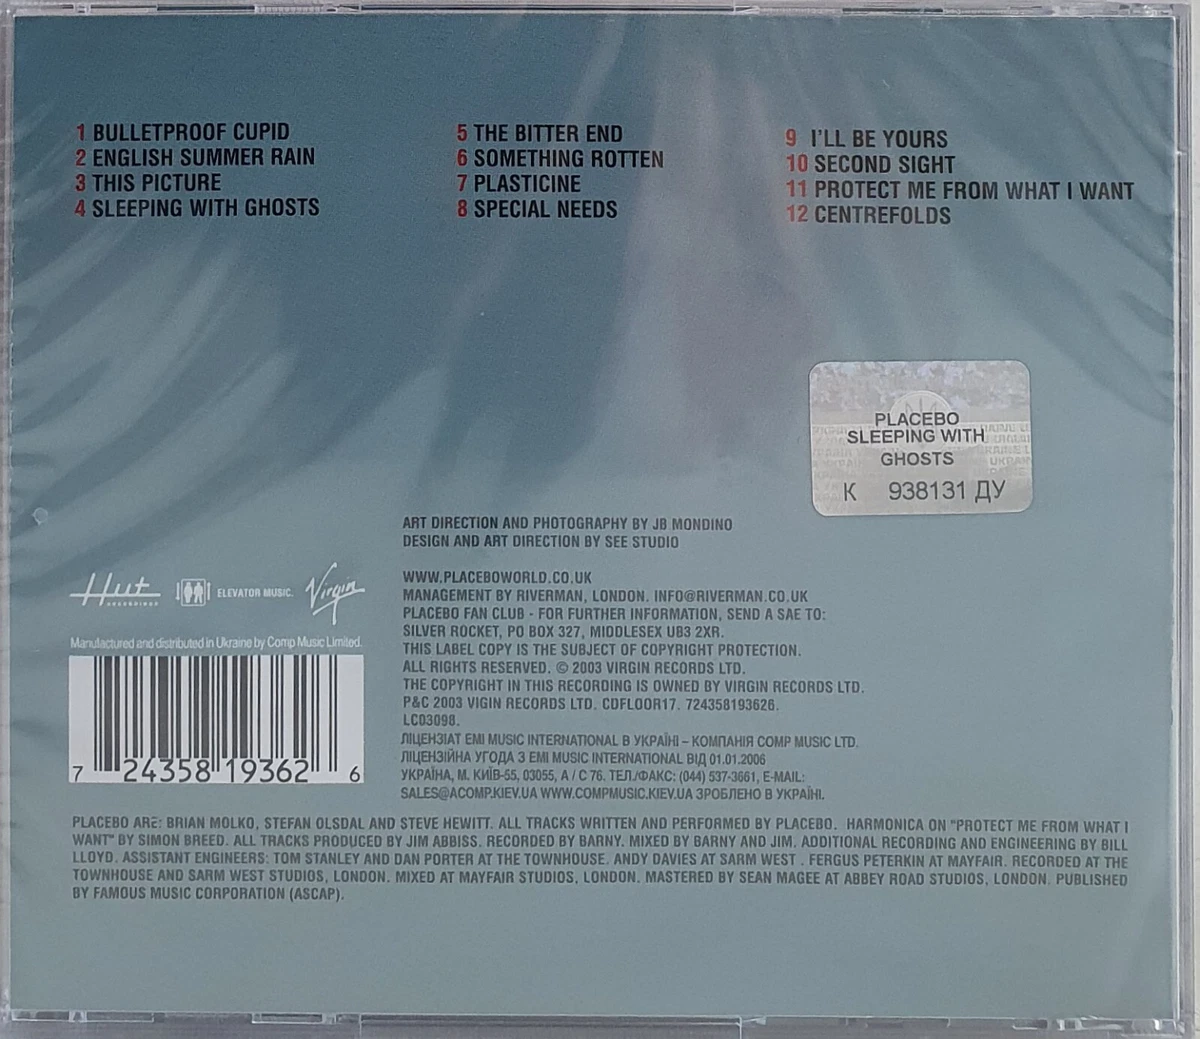 1 BULLETPROOF CUPID
2 ENGLISH SUMMER RAIN
3 THIS PICTURE
4 SLEEPING WITH GHOSTS
5 THE BITTER END
6 SOMETHING ROTTEN
7 PLASTICINE
8 SPECIAL NEEDS
9 I'LL BE YOURS
10 SECOND SIGHT
11 PROTECT ME FROM WHAT I WANT
12 CENTREFOLDS
PLACEBO
SLEEPING WITH
GHOSTS
К 938131 ДУ
ART DIRECTION AND PHOTOGRAPHY BY JB MONDINO
DESIGN AND ART DIRECTION BY SEE STUDIO
Hut
RECORDINGS
ELEVATOR MUSIC.
Virgin
Manufactured and distributed in Ukraine by Comp Music Limited.
7 24358 19362 6
WWW.PLACEBOWORLD.CO.UK
MANAGEMENT BY RIVERMAN, LONDON. INFO@RIVERMAN.CO.UK
PLACEBO FAN CLUB - FOR FURTHER INFORMATION, SEND A SAE TO:
SILVER ROCKET, PO BOX 327, MIDDLESEX UB3 2XR.
THIS LABEL COPY IS THE SUBJECT OF COPYRIGHT PROTECTION.
ALL RIGHTS RESERVED. © 2003 VIRGIN RECORDS LTD.
THE COPYRIGHT IN THIS RECORDING IS OWNED BY VIRGIN RECORDS LTD.
P&C 2003 VIGIN RECORDS LTD. CDFLOOR17. 724358193626.
LC03098.
ЛІЦЕНЗІАТ EMI MUSIC INTERNATIONAL В УКРАЇНІ – КОМПАНІЯ COMP MUSIC LTD.
ЛІЦЕНЗІЙНА УГОДА З EMI MUSIC INTERNATIONAL ВІД 01.01.2006
УКРАЇНА, М. КИЇВ-55, 03055, А / С 76. ТЕЛ./ФАКС: (044) 537-3661, E-MAIL:
SALES@ACOMP.KIEV.UA WWW.COMPMUSIC.KIEV.UA ЗРОБЛЕНО В УКРАЇНІ.
PLACEBO ARE: BRIAN MOLKO, STEFAN OLSDAL AND STEVE HEWITT. ALL TRACKS WRITTEN AND PERFORMED BY PLACEBO. HARMONICA ON "PROTECT ME FROM WHAT I
WANT" BY SIMON BREED. ALL TRACKS PRODUCED BY JIM ABBISS. RECORDED BY BARNY. MIXED BY BARNY AND JIM. ADDITIONAL RECORDING AND ENGINEERING BY BILL
LLOYD. ASSISTANT ENGINEERS: TOM STANLEY AND DAN PORTER AT THE TOWNHOUSE. ANDY DAVIES AT SARM WEST . FERGUS PETERKIN AT MAYFAIR. RECORDED AT THE
TOWNHOUSE AND SARM WEST STUDIOS, LONDON. MIXED AT MAYFAIR STUDIOS, LONDON. MASTERED BY SEAN MAGEE AT ABBEY ROAD STUDIOS, LONDON. PUBLISHED
BY FAMOUS MUSIC CORPORATION (ASCAP).